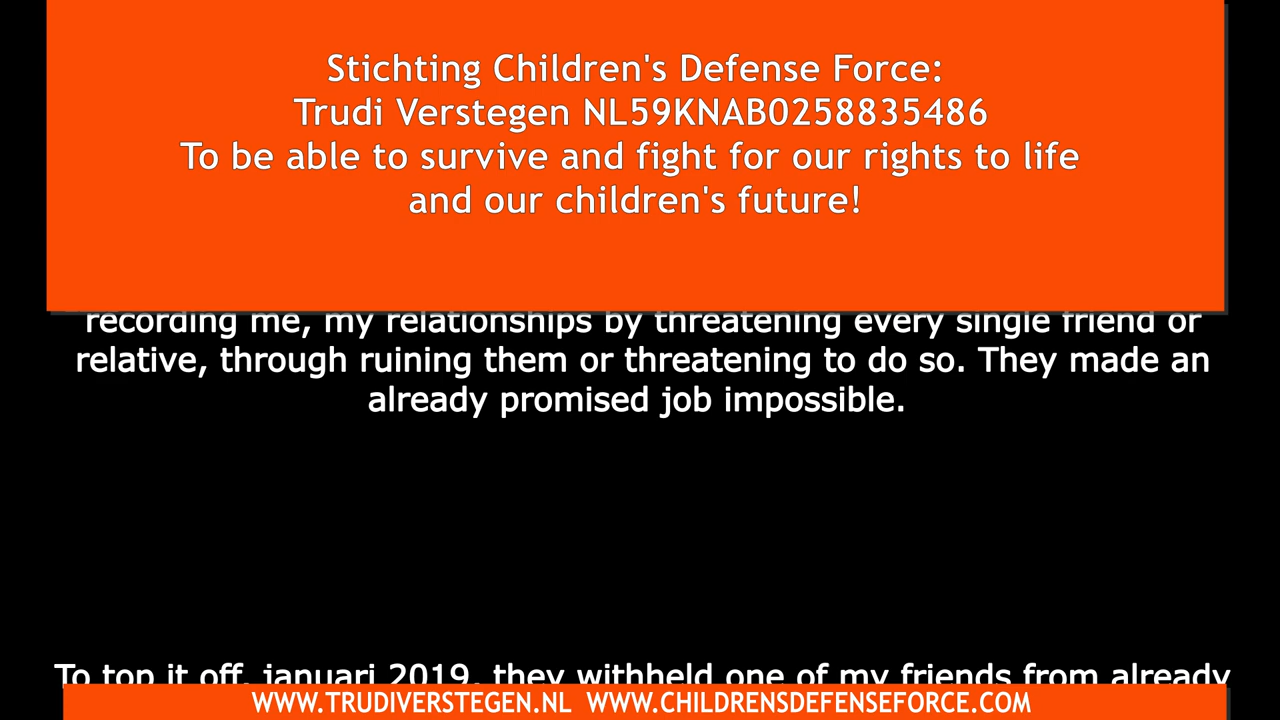 Stichting Children's Defense Force:
Trudi Verstegen NL59KNAB0258835486
To be able to survive and fight for our rights to life
and our children's future!
recording me, my relationships by threatening every single friend or
relative, through ruining them or threatening to do so. They made an
already promised job impossible.
To top it off, januari 2019, they withheld one of my friends from already
WWW.TRUDIVERSTEGEN.NL WWW.CHILDRENSDEFENSEFORCE.COM